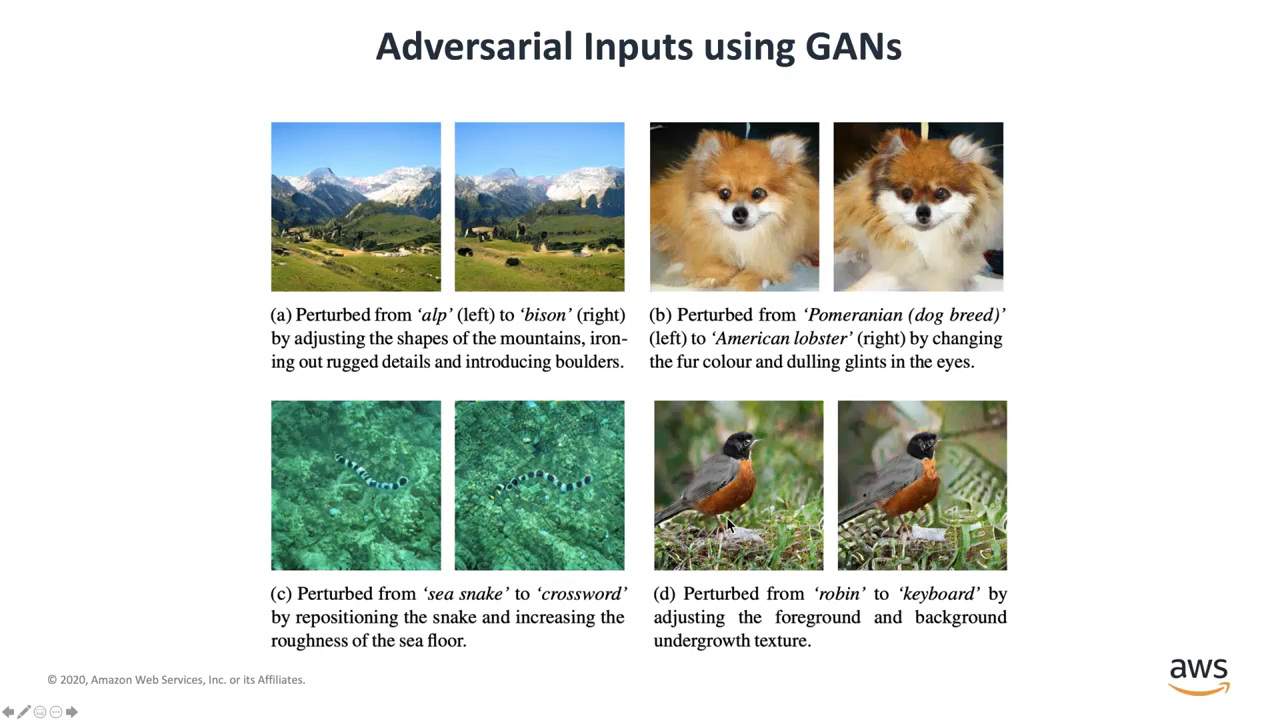 Adversarial Inputs using GANs
(a) Perturbed from ‘alp’ (left) to ‘bison’ (right)
by adjusting the shapes of the mountains, iron-
ing out rugged details and introducing boulders.
(b) Perturbed from ‘Pomeranian (dog breed)’
(left) to ‘American lobster’ (right) by changing
the fur colour and dulling glints in the eyes.
(c) Perturbed from ‘sea snake’ to ‘crossword’
by repositioning the snake and increasing the
roughness of the sea floor.
(d) Perturbed from ‘robin’ to ‘keyboard’ by
adjusting the foreground and background
undergrowth texture.
© 2020, Amazon Web Services, Inc. or its Affiliates.
aws